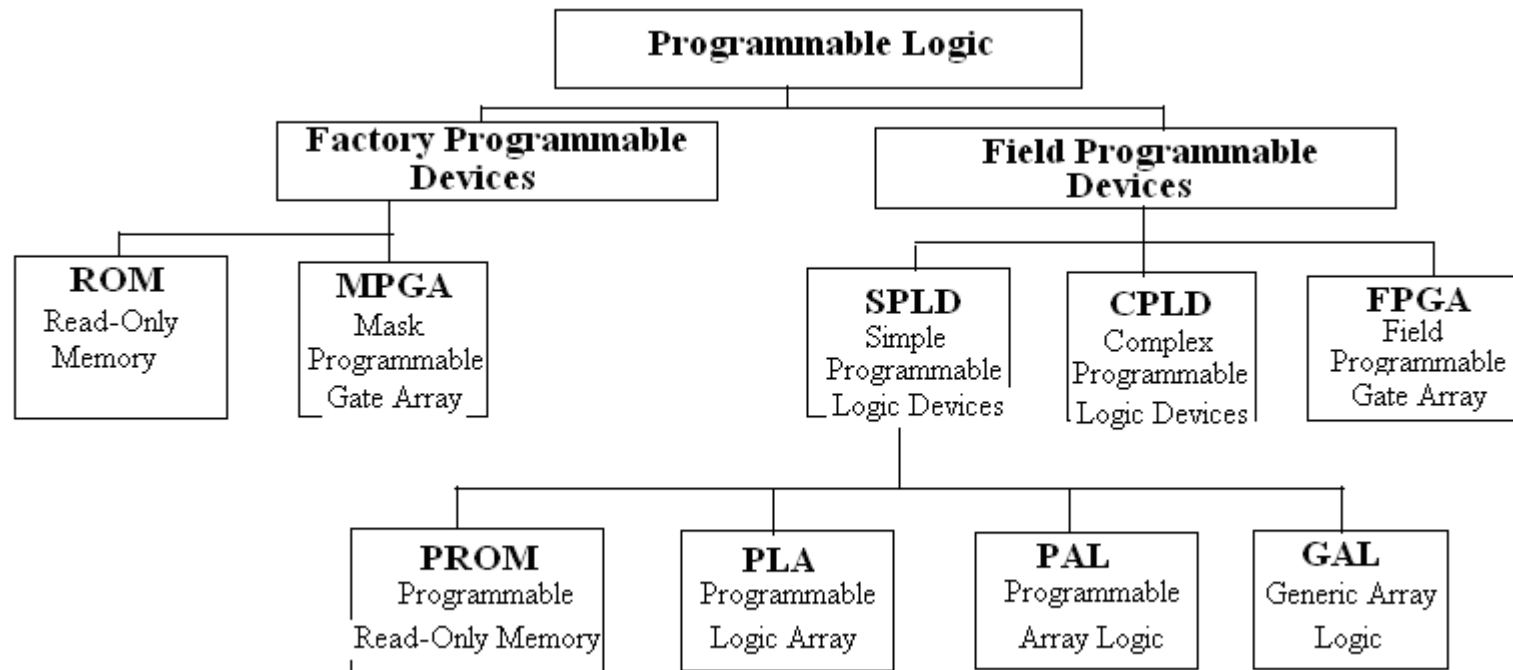 Programmable Logic
Factory Programmable
Devices
Field Programmable
Devices
ROM
Read-Only
Memory
MPGA
Mask
Programmable
Gate Array
SPLD
Simple
Programmable
Logic Devices
CPLD
Complex
Programmable
Logic Devices
FPGA
Field
Programmable
Gate Array
PROM
Programmable
Read-Only Memory
PLA
Programmable
Logic Array
PAL
Programmable
Array Logic
GAL
Generic Array
Logic